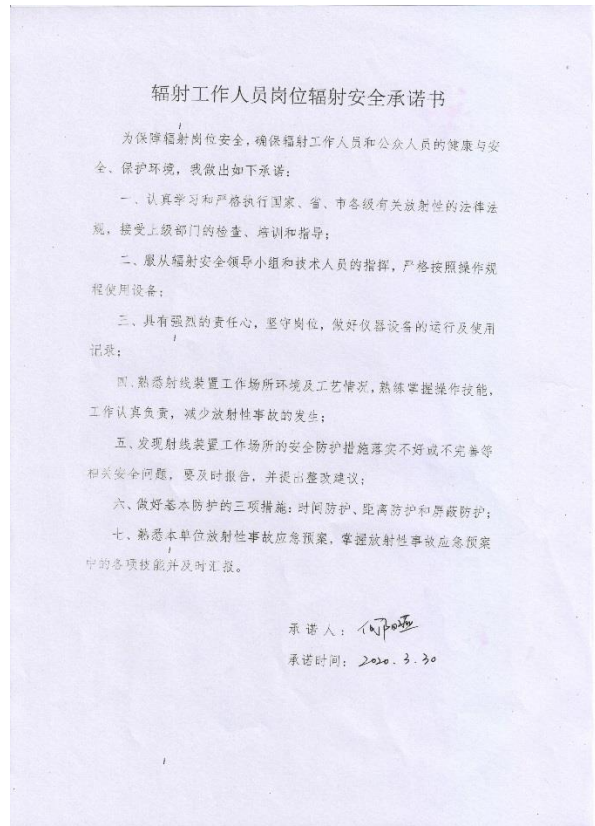 辐射工作人员岗位辐射安全承诺书
为保障辐射岗位安全,确保辐射工作人员和公众人员的健康与安
全、保护环境,我做出如下承诺:
一、认真学习和严格执行国家、省、市各级有关放射性的法律法
规,接受上级部门的检查、培训和指导;
二、服从辐射安全领导小组和技术人员的指挥,严格按照操作规
程使用设备;
三、具有强烈的责任心,坚守岗位,做好仪器设备的运行及使用
记录;
四、熟悉射线装置工作场所环境及工艺情况,熟练掌握操作技能,
工作认真负责,减少放射性事故的发生;
五、发现射线装置工作场所的安全防护措施落实不好或不完善等
相关安全问题,要及时报告,并提出整改建议;
六、做好基本防护的三项措施:时间防护、距离防护和屏蔽防护;
七、熟悉本单位放射性事故应急预案,掌握放射性事故应急预案
中的各项技能并及时汇报。
承诺人:
承诺时间: 2020.3.30